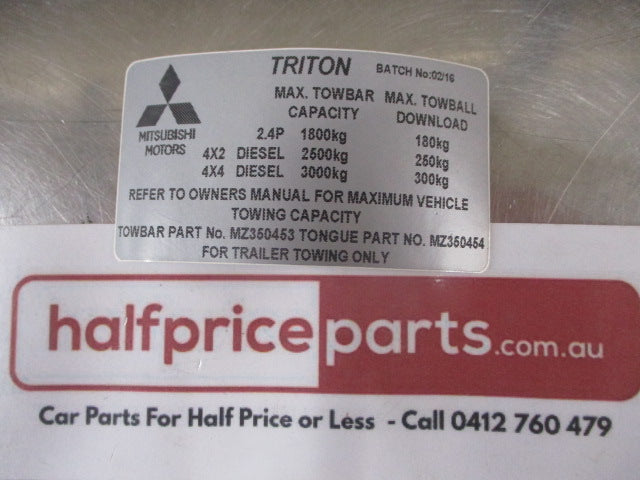 TRITON BATCH No:02/16
MAX. TOWBAR MAX. TOWBALL
CAPACITY DOWNLOAD
MITSUBISHI
MOTORS
2.4P 1800kg 180kg
4X2 DIESEL 2500kg 250kg
4X4 DIESEL 3000kg 300kg
REFER TO OWNERS MANUAL FOR MAXIMUM VEHICLE
TOWING CAPACITY
TOWBAR PART No. MZ350453 TONGUE PART NO. MZ350454
FOR TRAILER TOWING ONLY
halfpriceparts.com.au
Car Parts For Half Price or Less - Call 0412 760 479